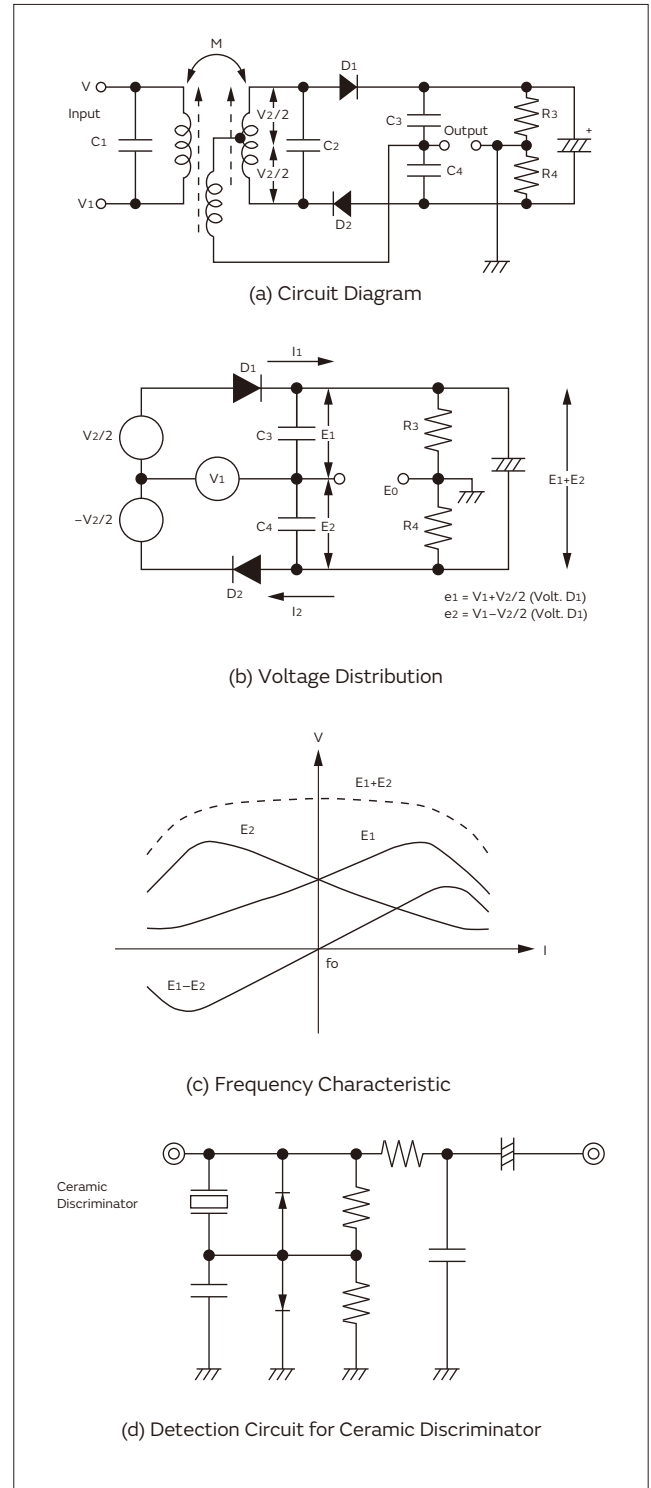 M
D1
V
Input
C1
V1
V2/2
V2/2
C2
C3
Output
C4
R3
+
R4
D2
(a) Circuit Diagram
D1
I1
V2/2
V1
C3
E1
R3
E0
E1+E2
–V2/2
C4
E2
R4
D2
I2
e1 = V1+V2/2 (Volt. D1)
e2 = V1–V2/2 (Volt. D1)
(b) Voltage Distribution
V
E1+E2
E2
E1
fo
I
E1–E2
(c) Frequency Characteristic
Ceramic
Discriminator
(d) Detection Circuit for Ceramic Discriminator